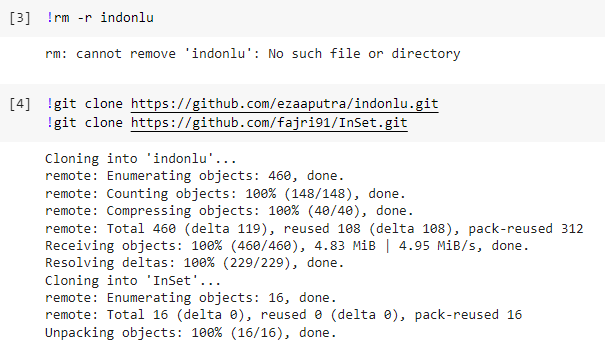 [3] !rm -r indonlu
rm: cannot remove 'indonlu': No such file or directory
[4] !git clone https://github.com/ezaaputra/indonlu.git
!git clone https://github.com/fajri91/InSet.git
Cloning into 'indonlu'...
remote: Enumerating objects: 460, done.
remote: Counting objects: 100% (148/148), done.
remote: Compressing objects: 100% (40/40), done.
remote: Total 460 (delta 119), reused 108 (delta 108), pack-reused 312
Receiving objects: 100% (460/460), 4.83 MiB | 4.95 MiB/s, done.
Resolving deltas: 100% (229/229), done.
Cloning into 'InSet'...
remote: Enumerating objects: 16, done.
remote: Total 16 (delta 0), reused 0 (delta 0), pack-reused 16
Unpacking objects: 100% (16/16), done.